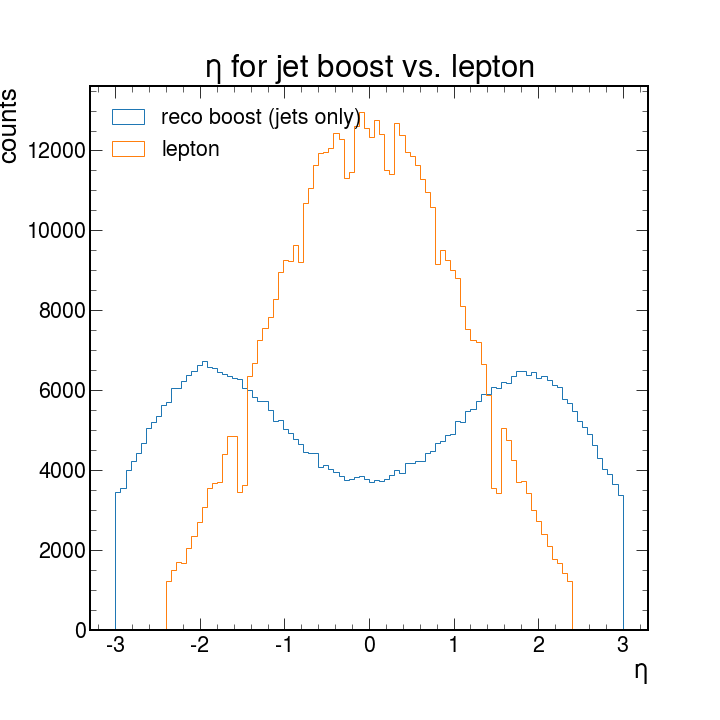 η for jet boost vs. lepton
counts
reco boost (jets only)
lepton
12000
10000
8000
6000
4000
2000
0
-3 -2 -1 0 1 2 3
η